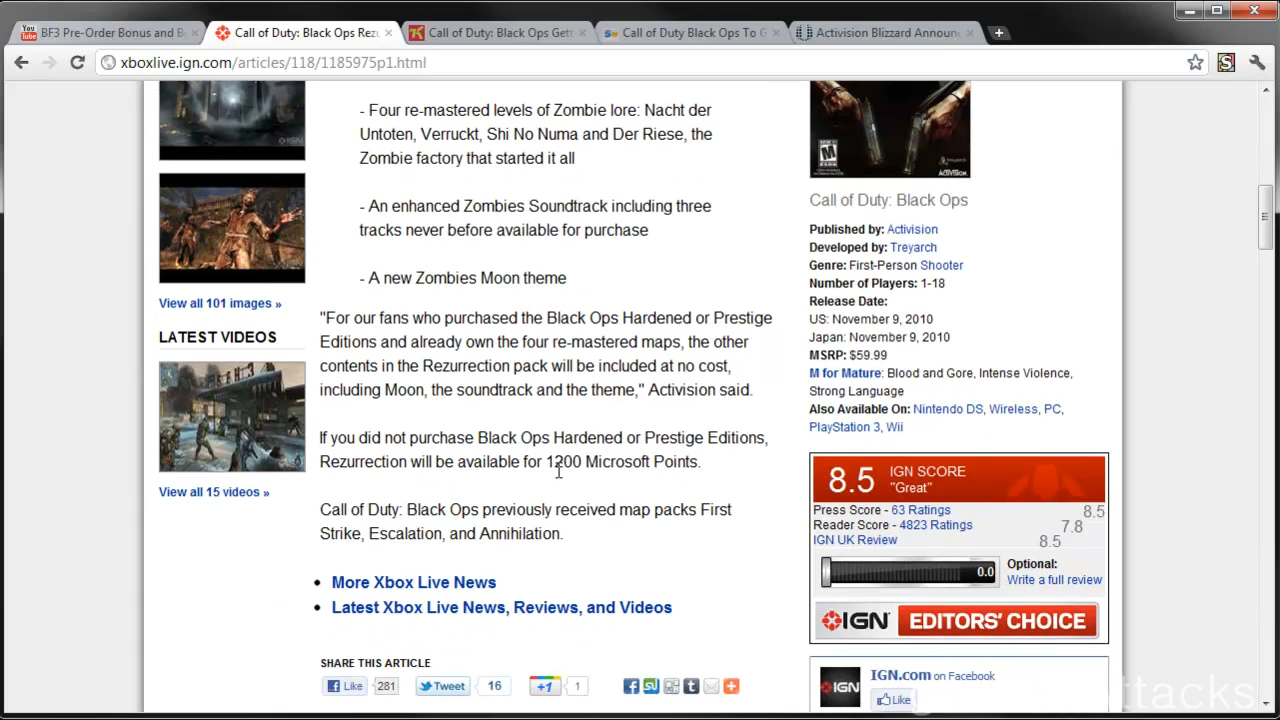 BF3 Pre-Order Bonus and B
Call of Duty: Black Ops Rezu
Call of Duty: Black Ops Gett
Call of Duty Black Ops To G
Activision Blizzard Announ
xboxlive.ign.com/articles/118/1185975p1.html
- Four re-mastered levels of Zombie lore: Nacht der
Untoten, Verruckt, Shi No Numa and Der Riese, the
Zombie factory that started it all
- An enhanced Zombies Soundtrack including three
tracks never before available for purchase
- A new Zombies Moon theme
"For our fans who purchased the Black Ops Hardened or Prestige
Editions and already own the four re-mastered maps, the other
contents in the Rezurrection pack will be included at no cost,
including Moon, the soundtrack and the theme," Activision said.
If you did not purchase Black Ops Hardened or Prestige Editions,
Rezurrection will be available for 1200 Microsoft Points.
Call of Duty: Black Ops previously received map packs First
Strike, Escalation, and Annihilation.
More Xbox Live News
Latest Xbox Live News, Reviews, and Videos
SHARE THIS ARTICLE
Like 281 Tweet 16 +1 1
View all 101 images »
LATEST VIDEOS
View all 15 videos »
Call of Duty: Black Ops
Published by: Activision
Developed by: Treyarch
Genre: First-Person Shooter
Number of Players: 1-18
Release Date:
US: November 9, 2010
Japan: November 9, 2010
MSRP: $59.99
M for Mature: Blood and Gore, Intense Violence,
Strong Language
Also Available On: Nintendo DS, Wireless, PC,
PlayStation 3, Wii
8.5 IGN SCORE
"Great"
Press Score - 63 Ratings 8.5
Reader Score - 4823 Ratings 7.8
IGN UK Review 8.5
0.0
Optional:
Write a full review
IGN EDITORS' CHOICE
IGN IGN.com on Facebook
Like